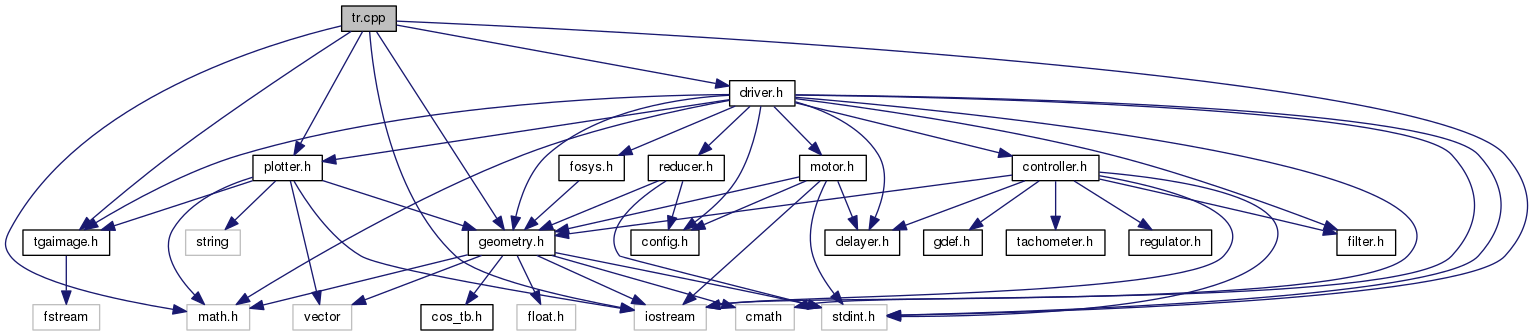 tr.cpp
driver.h
plotter.h
fosys.h
reducer.h
motor.h
controller.h
tgaimage.h
string
geometry.h
config.h
delayer.h
gdef.h
tachometer.h
regulator.h
filter.h
fstream
math.h
vector
cos_tb.h
float.h
iostream
cmath
stdint.h